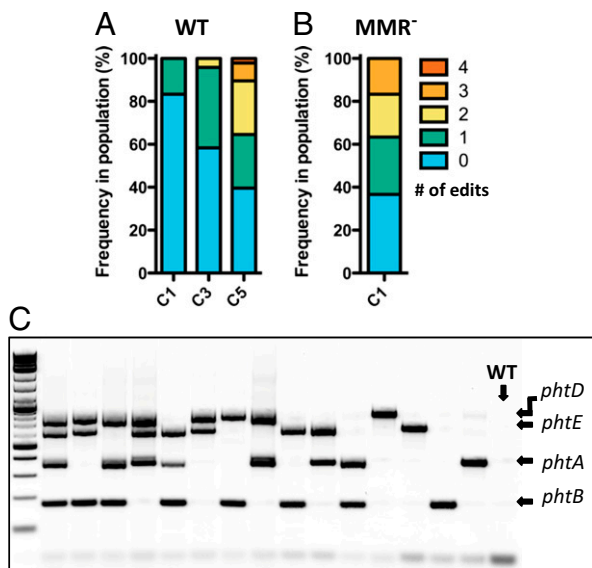 A WT
Frequency in population (%)
100
80
60
40
20
0
C1 C3 C5
B MMR⁻
Frequency in population (%)
100
80
60
40
20
0
C1
4
3
2
1
0
# of edits
C
WT
phtD
phtE
phtA
phtB